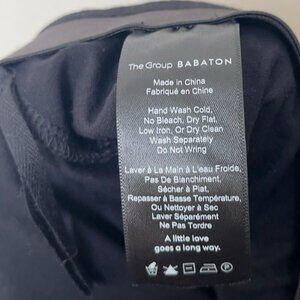 The Group BABATON
Made in China
Fabriqué en Chine
Hand Wash Cold,
No Bleach, Dry Flat,
Low Iron, Or Dry Clean
Wash Separately
Do Not Wring
Laver à La Main à L'eau Froide,
Pas De Blanchiment,
Sécher à Plat,
Repasser à Basse Température,
Ou Nettoyer à Sec
Laver Séparément
Ne Pas Tordre
A little love
goes a long way.